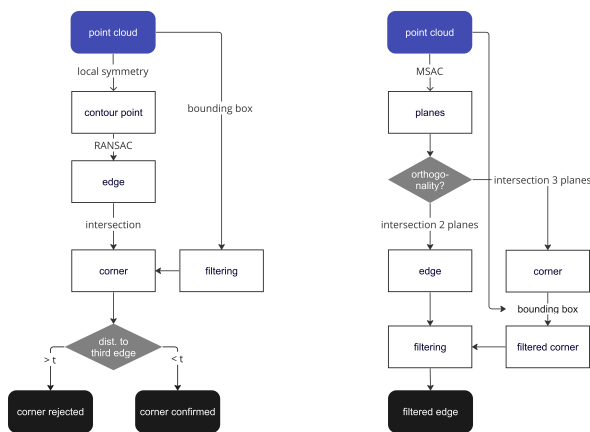 point cloud
local symmetry
bounding box
contour point
RANSAC
edge
intersection
corner
filtering
dist. to
third edge
> t
< t
corner rejected
corner confirmed
point cloud
MSAC
planes
orthogo-
nality?
intersection 3 planes
intersection 2 planes
edge
corner
bounding box
filtering
filtered corner
filtered edge